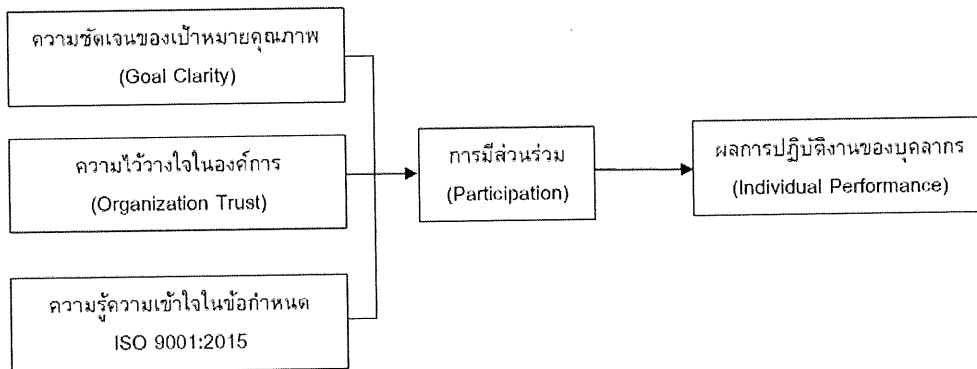 ความชัดเจนของเป้าหมายคุณภาพ
(Goal Clarity)
ความไว้วางใจในองค์การ
(Organization Trust)
ความรู้ความเข้าใจในข้อกำหนด
ISO 9001:2015
การมีส่วนร่วม
(Participation)
ผลการปฏิบัติงานของบุคลากร
(Individual Performance)